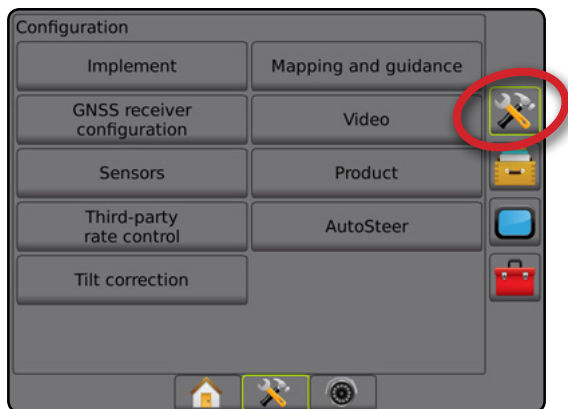 Configuration
Implement
Mapping and guidance
GNSS receiver
configuration
Video
Sensors
Product
Third-party
rate control
AutoSteer
Tilt correction